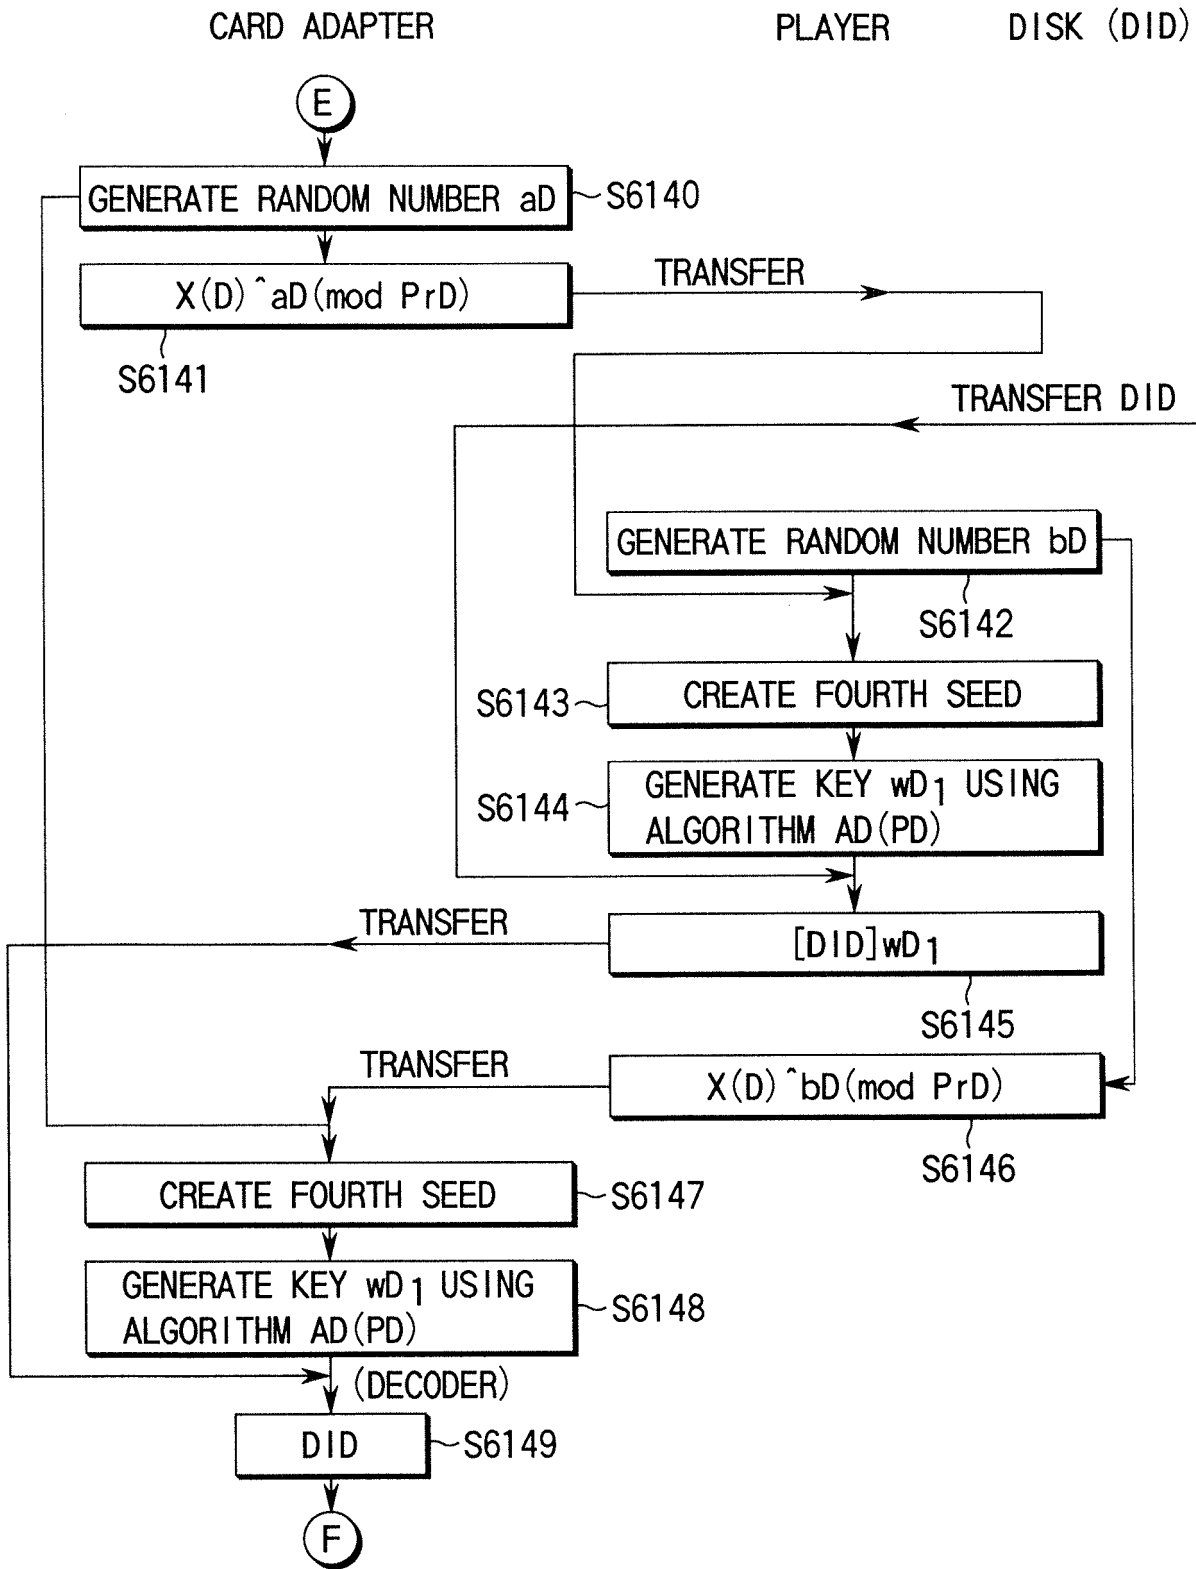 CARD ADAPTER
PLAYER
DISK (DID)
E
GENERATE RANDOM NUMBER aD
S6140
X(D)^aD(mod PrD)
TRANSFER
S6141
TRANSFER DID
GENERATE RANDOM NUMBER bD
S6142
S6143
CREATE FOURTH SEED
S6144
GENERATE KEY wD1 USING
ALGORITHM AD(PD)
TRANSFER
[DID]wD1
S6145
TRANSFER
X(D)^bD(mod PrD)
S6146
CREATE FOURTH SEED
S6147
GENERATE KEY wD1 USING
ALGORITHM AD(PD)
S6148
(DECODER)
DID
S6149
F